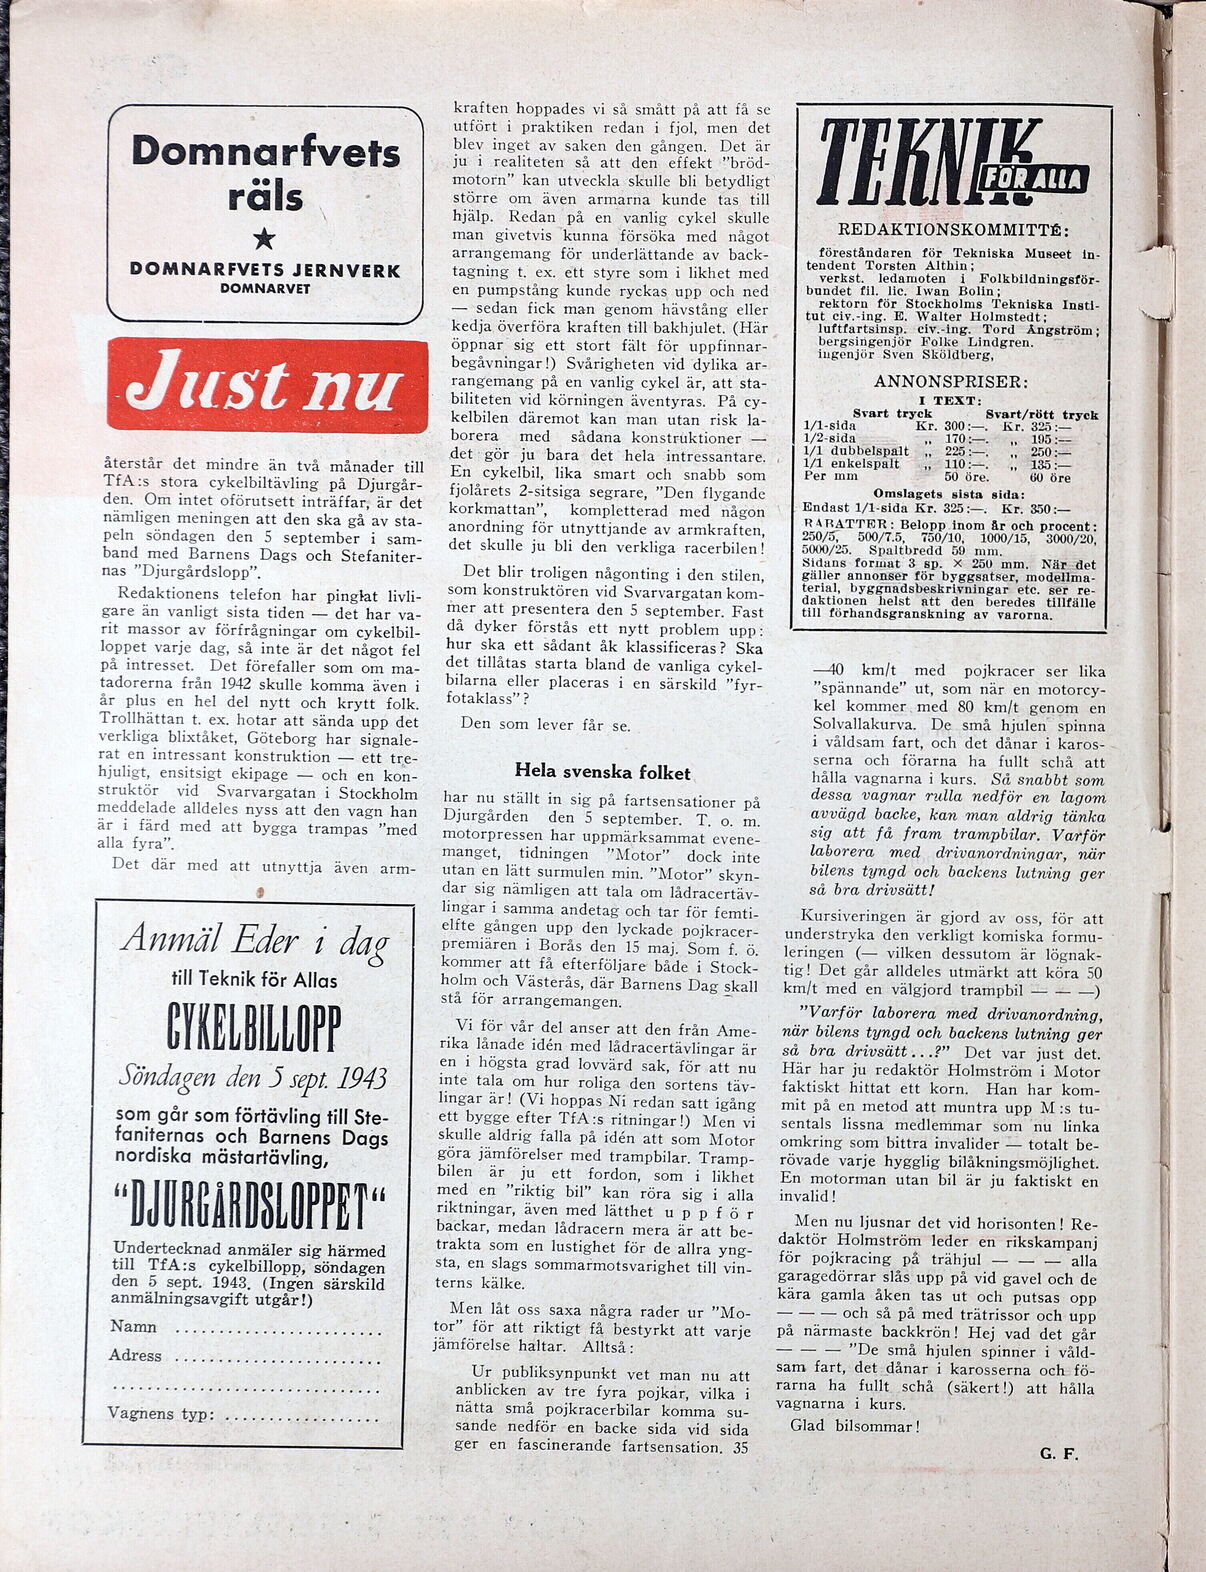 Domnarfvets
räls
★
DOMNARFVETS JERNVERK
DOMNARVET
Just nu
återstår det mindre än två månader till
TfA:s stora cykelbiltävling på Djurgår-
den. Om intet oförutsett inträffar, är det
nämligen meningen att den ska gå av sta-
peln söndagen den 5 september i sam-
band med Barnens Dags och Stefaniter-
nas ”Djurgårdslopp”.
Redaktionens telefon har pinglat livli-
gare än vanligt sista tiden — det har va-
rit massor av förfrågningar om cykelbil-
loppet varje dag, så inte är det något fel
på intresset. Det förefaller som om ma-
tadorerna från 1942 skulle komma även i
år plus en hel del nytt och krytt folk.
Trollhättan t. ex. hotar att sända upp det
verkliga blixtåket, Göteborg har signale-
rat en intressant konstruktion — ett tre-
hjuligt, ensitsigt ekipage — och en kon-
struktör vid Svarvargatan i Stockholm
meddelade alldeles nyss att den vagn han
är i färd med att bygga trampas ”med
alla fyra”.
Det där med att utnyttja även arm-
Anmäl Eder i dag
till Teknik för Allas
CYKELBILLOPP
Söndagen den 5 sept. 1943
som går som förtävling till Ste-
faniternas och Barnens Dags
nordiska mästartävling,
“DJURGÅRDSLOPPET“
Undertecknad anmäler sig härmed
till TfA:s cykelbillopp, söndagen
den 5 sept. 1943. (Ingen särskild
anmälningsavgift utgår!)
Namn ........................
Adress ........................
................................
Vagnens typ: ..................
kraften hoppades vi så smått på att få se
utfört i praktiken redan i fjol, men det
blev inget av saken den gången. Det är
ju i realiteten så att den effekt ”bröd-
motorn” kan utveckla skulle bli betydligt
större om även armarna kunde tas till
hjälp. Redan på en vanlig cykel skulle
man givetvis kunna försöka med något
arrangemang för underlättande av back-
tagning t. ex. ett styre som i likhet med
en pumpstång kunde ryckas upp och ned
— sedan fick man genom hävstång eller
kedja överföra kraften till bakhjulet. (Här
öppnar sig ett stort fält för uppfinnar-
begåvningar!) Svårigheten vid dylika ar-
rangemang på en vanlig cykel är, att sta-
biliteten vid körningen äventyras. På cy-
kelbilen däremot kan man utan risk la-
borera med sådana konstruktioner —
det gör ju bara det hela intressantare.
En cykelbil, lika smart och snabb som
fjolårets 2-sitsiga segrare, ”Den flygande
korkmattan”, kompletterad med någon
anordning för utnyttjande av armkraften,
det skulle ju bli den verkliga racerbilen!
Det blir troligen någonting i den stilen,
som konstruktören vid Svarvargatan kom-
mer att presentera den 5 september. Fast
då dyker förstås ett nytt problem upp:
hur ska ett sådant åk klassificeras? Ska
det tillåtas starta bland de vanliga cykel-
bilarna eller placeras i en särskild ”fyr-
fotaklass”?
Den som lever får se.
Hela svenska folket
har nu ställt in sig på fartsensationer på
Djurgården den 5 september. T. o. m.
motorpressen har uppmärksammat evene-
manget, tidningen ”Motor” dock inte
utan en lätt surmulen min. ”Motor” skyn-
dar sig nämligen att tala om lådracertäv-
lingar i samma andetag och tar för femti-
elfte gången upp den lyckade pojkracer-
premiären i Borås den 15 maj. Som f. ö.
kommer att få efterföljare både i Stock-
holm och Västerås, där Barnens Dag skall
stå för arrangemangen.
Vi för vår del anser att den från Ame-
rika lånade idén med lådracertävlingar är
en i högsta grad lovvärd sak, för att nu
inte tala om hur roliga den sortens täv-
lingar är! (Vi hoppas Ni redan satt igång
ett bygge efter TfA:s ritningar!) Men vi
skulle aldrig falla på idén att som Motor
göra jämförelser med trampbilar. Tramp-
bilen är ju ett fordon, som i likhet
med en ”riktig bil” kan röra sig i alla
riktningar, även med lätthet u p p f ö r
backar, medan lådracern mera är att be-
trakta som en lustighet för de allra yng-
sta, en slags sommarmotsvarighet till vin-
terns kälke.
Men låt oss saxa några rader ur ”Mo-
tor” för att riktigt få bestyrkt att varje
jämförelse haltar. Alltså:
Ur publiksynpunkt vet man nu att
anblicken av tre fyra pojkar, vilka i
nätta små pojkracerbilar komma su-
sande nedför en backe sida vid sida
ger en fascinerande fartsensation. 35
TEKNIK
FÖR ALLA
REDAKTIONSKOMMITTÉ:
föreståndaren för Tekniska Museet in-
tendent Torsten Althin;
verkst. ledamoten i Folkbildningsför-
bundet fil. lic. Iwan Bolin;
rektorn för Stockholms Tekniska Insti-
tut civ.-ing. E. Walter Holmstedt;
luftfartsinsp. civ.-ing. Tord Ångström;
bergsingenjör Folke Lindgren.
ingenjör Sven Sköldberg,
ANNONSPRISER:
I TEXT:
Svart tryck Svart/rött tryck
1/1-sida Kr. 300:—. Kr. 325:—
1/2-sida „ 170:—. „ 195:—
1/1 dubbelspalt „ 225:—. „ 250:—
1/1 enkelspalt „ 110:—. „ 135:—
Per mm 50 öre. 60 öre
Omslagets sista sida:
Endast 1/1-sida Kr. 325:—. Kr. 350:—
RABATTER: Belopp inom år och procent:
250/5, 500/7.5, 750/10, 1000/15, 3000/20,
5000/25. Spaltbredd 59 mm.
Sidans format 3 sp. × 250 mm. När det
gäller annonser för byggsatser, modellma-
terial, byggnadsbeskrivningar etc. ser re-
daktionen helst att den beredes tillfälle
till förhandsgranskning av varorna.
—40 km/t med pojkracer ser lika
”spännande” ut, som när en motorcy-
kel kommer med 80 km/t genom en
Solvallakurva. De små hjulen spinna
i våldsam fart, och det dånar i karos-
serna och förarna ha fullt schå att
hålla vagnarna i kurs. Så snabbt som
dessa vagnar rulla nedför en lagom
avvägd backe, kan man aldrig tänka
sig att få fram trampbilar. Varför
laborera med drivanordningar, när
bilens tyngd och backens lutning ger
så bra drivsätt!
Kursiveringen är gjord av oss, för att
understryka den verkligt komiska formu-
leringen (— vilken dessutom är lögnak-
tig! Det går alldeles utmärkt att köra 50
km/t med en välgjord trampbil — — —)
”Varför laborera med drivanordning,
när bilens tyngd och backens lutning ger
så bra drivsätt...?” Det var just det.
Här har ju redaktör Holmström i Motor
faktiskt hittat ett korn. Han har kom-
mit på en metod att muntra upp M:s tu-
sentals lissna medlemmar som nu linka
omkring som bittra invalider — totalt be-
rövade varje hygglig bilåkningsmöjlighet.
En motorman utan bil är ju faktiskt en
invalid!
Men nu ljusnar det vid horisonten! Re-
daktör Holmström leder en rikskampanj
för pojkracing på trähjul — — — alla
garagedörrar slås upp på vid gavel och de
kära gamla åken tas ut och putsas opp
— — — och så på med trätrissor och upp
på närmaste backkrön! Hej vad det går
— — — ”De små hjulen spinner i våld-
sam fart, det dånar i karosserna och fö-
rarna ha fullt schå (säkert!) att hålla
vagnarna i kurs.
Glad bilsommar!
G. F.